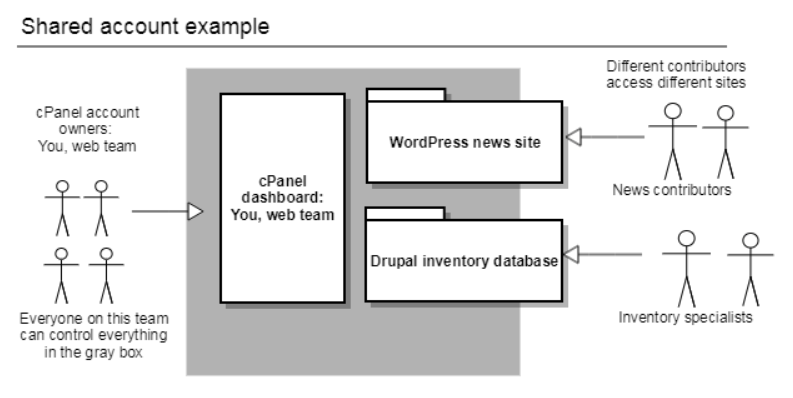 Shared account example
cPanel account
owners:
You, web team
Everyone on this team
can control everything
in the gray box
cPanel
dashboard:
You, web team
WordPress news site
Drupal inventory database
Different contributors
access different sites
News contributors
Inventory specialists